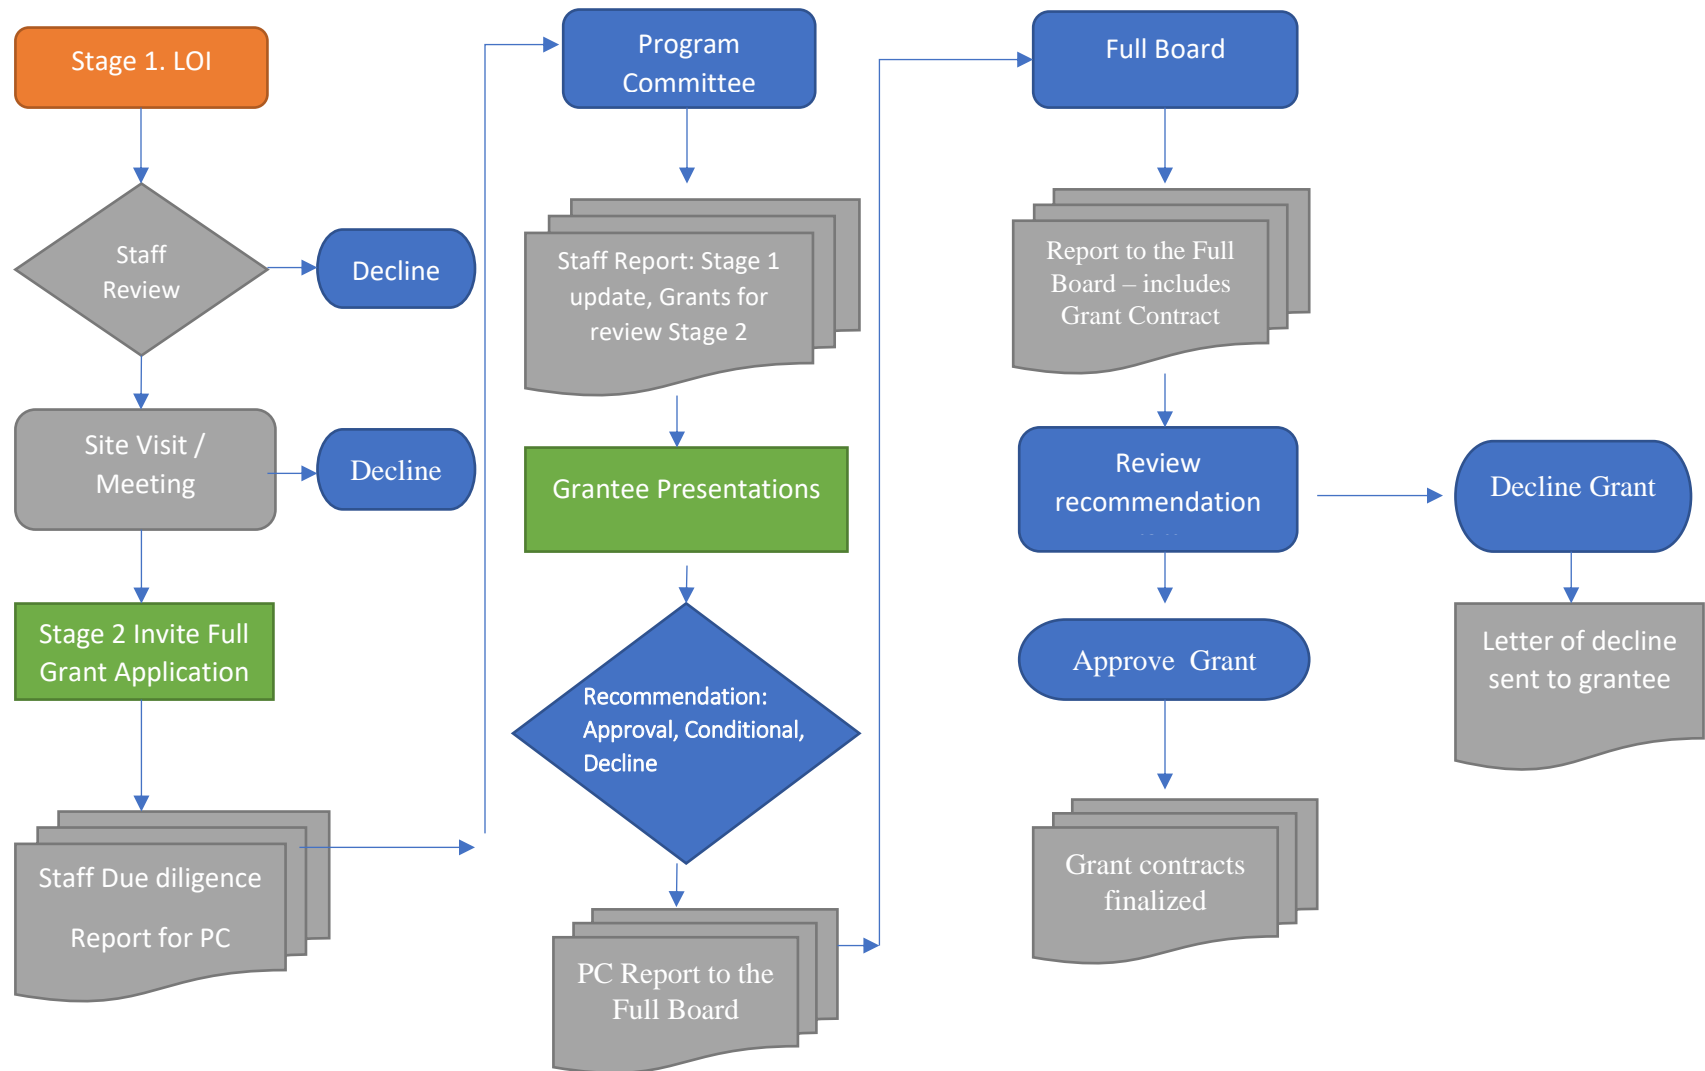 Stage 1. LOI
Staff
Review
Decline
Site Visit /
Meeting
Decline
Stage 2 Invite Full
Grant Application
Staff Due diligence
Report for PC
Program
Committee
Staff Report: Stage 1
update, Grants for
review Stage 2
Grantee Presentations
Recommendation:
Approval, Conditional,
Decline
PC Report to the
Full Board
Full Board
Report to the Full
Board – includes
Grant Contract
Review
recommendation
Decline Grant
Approve  Grant
Letter of decline
sent to grantee
Grant contracts
finalized